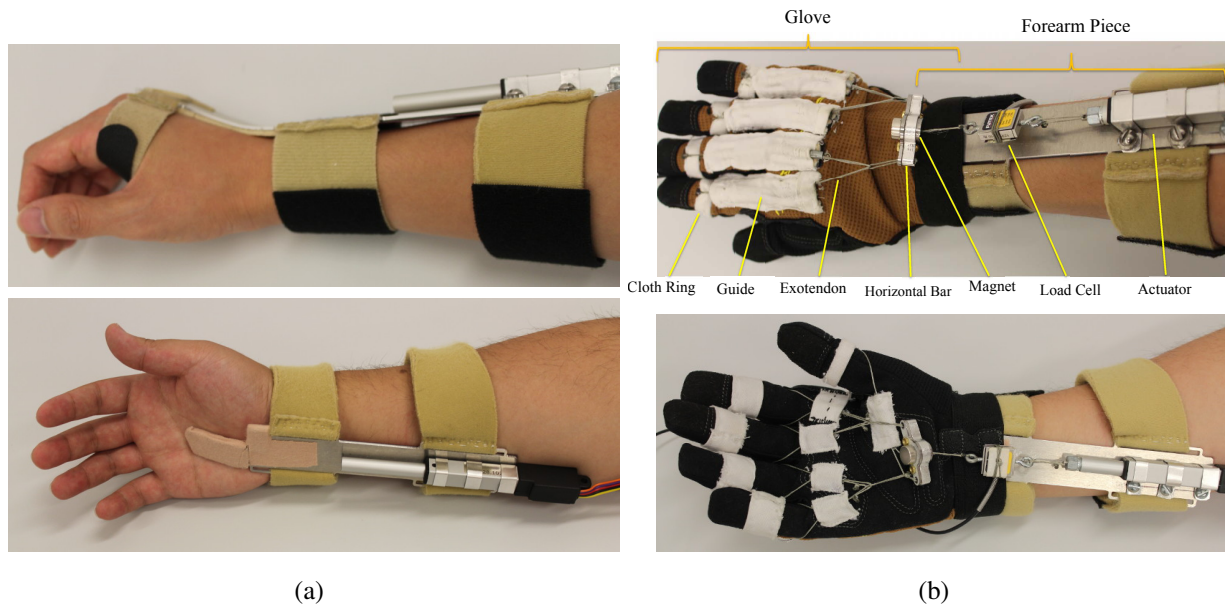 Glove
Forearm Piece
Cloth Ring
Guide
Exotendon
Horizontal Bar
Magnet
Load Cell
Actuator
(a)
(b)